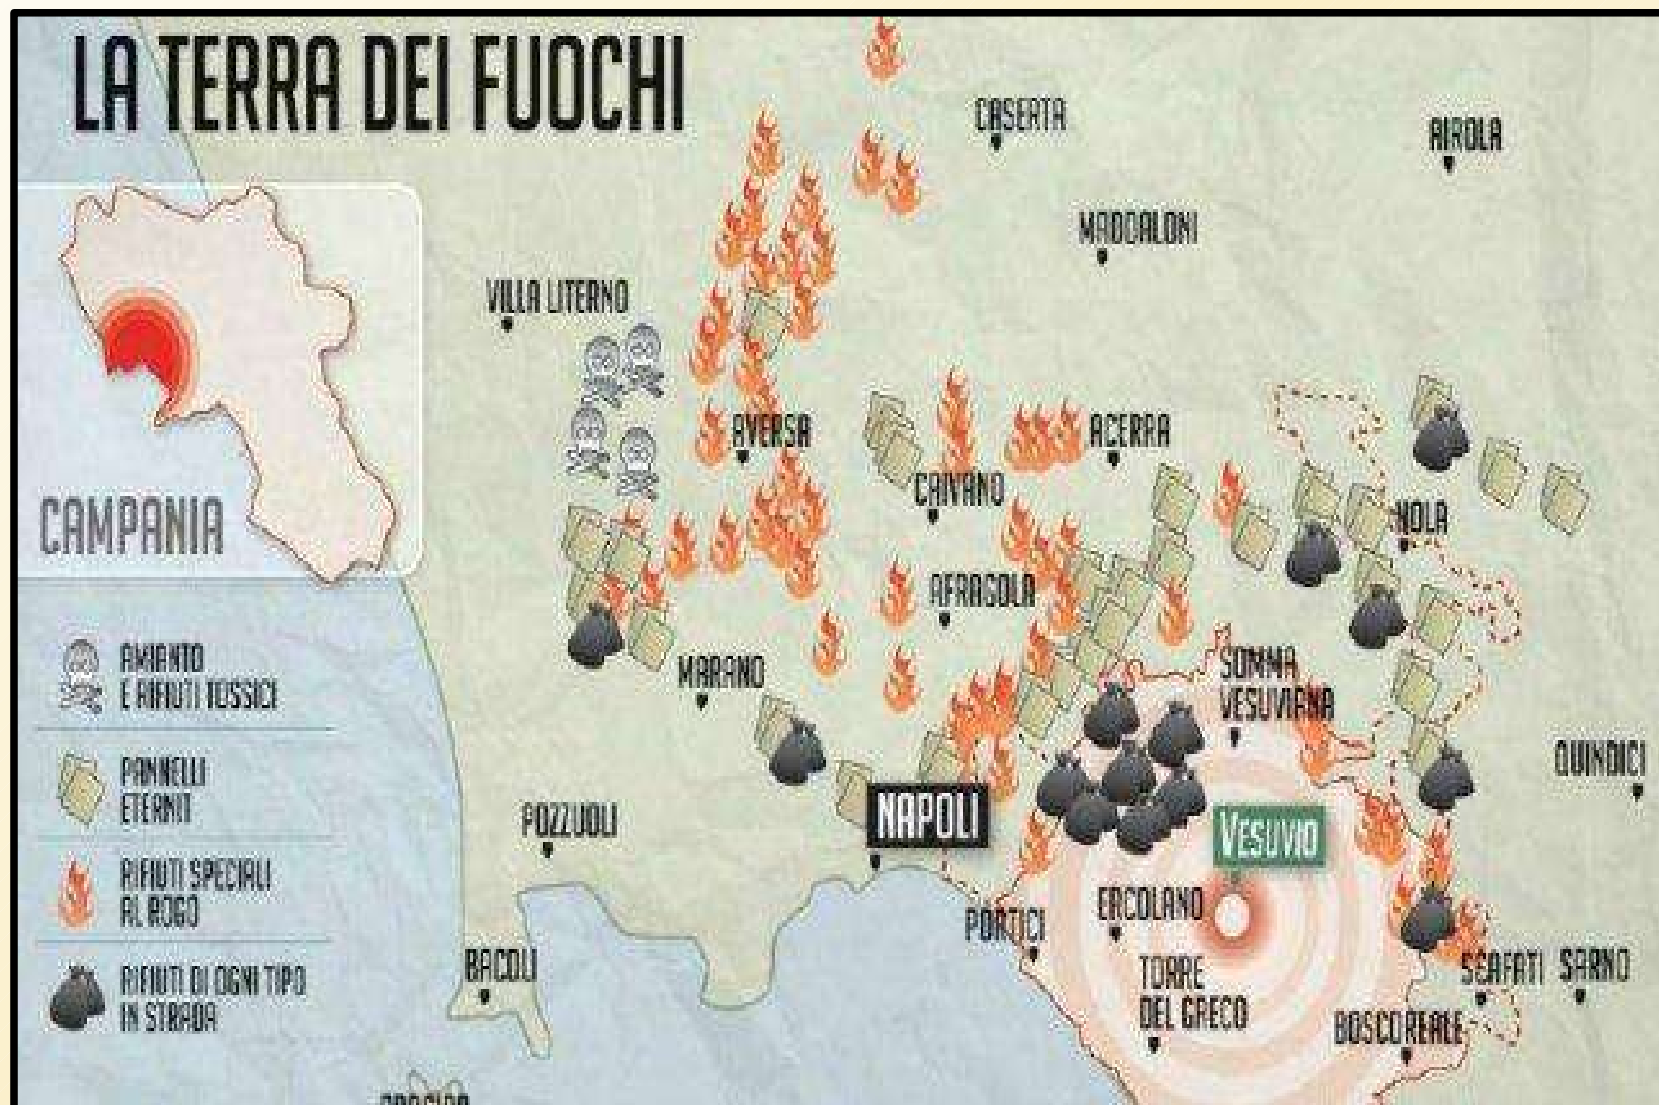 LA TERRA DEI FUOCHI
CASERTA
AIROLA
MADDALONI
VILLA LITERNO
AVERSA
ACERRA
CAIVANO
NOLA
CAMPANIA
AFRAGOLA
AMIANTO
E RIFIUTI TOSSICI
MARANO
SOMMA
VESUVIANA
QUINDICI
PANNELLI
ETERNIT
POZZUOLI
NAPOLI
VESUVIO
RIFIUTI SPECIALI
AL ROGO
ERCOLANO
PORTICI
BACOLI
TORRE
DEL GRECO
SCAFATI
SARNO
RIFIUTI DI OGNI TIPO
IN STRADA
BOSCOREALE